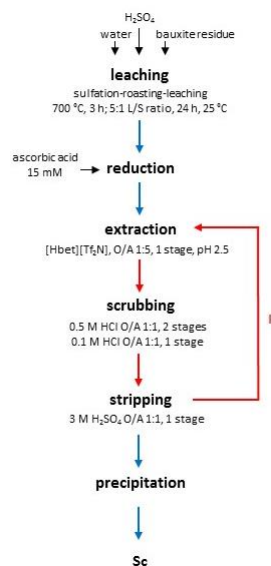 H₂SO₄
water
bauxite residue
leaching
sulfation-roasting-leaching
700 °C, 3 h; 5:1 L/S ratio, 24 h, 25 °C
ascorbic acid
15 mM
reduction
extraction
[Hbet][Tf₂N], O/A 1:5, 1 stage, pH 2.5
scrubbing
0.5 M HCl O/A 1:1, 2 stages
0.1 M HCl O/A 1:1, 1 stage
stripping
3 M H₂SO₄ O/A 1:1, 1 stage
precipitation
Sc